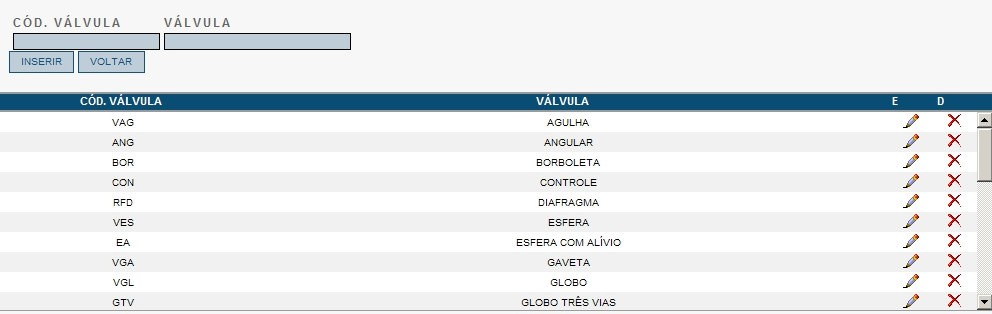 CÓD. VÁLVULA VÁLVULA
INSERIR VOLTAR
CÓD. VÁLVULA VÁLVULA E D
VAG AGULHA
ANG ANGULAR
BOR BORBOLETA
CON CONTROLE
RFD DIAFRAGMA
VES ESFERA
EA ESFERA COM ALÍVIO
VGA GAVETA
VGL GLOBO
GTV GLOBO TRÊS VIAS